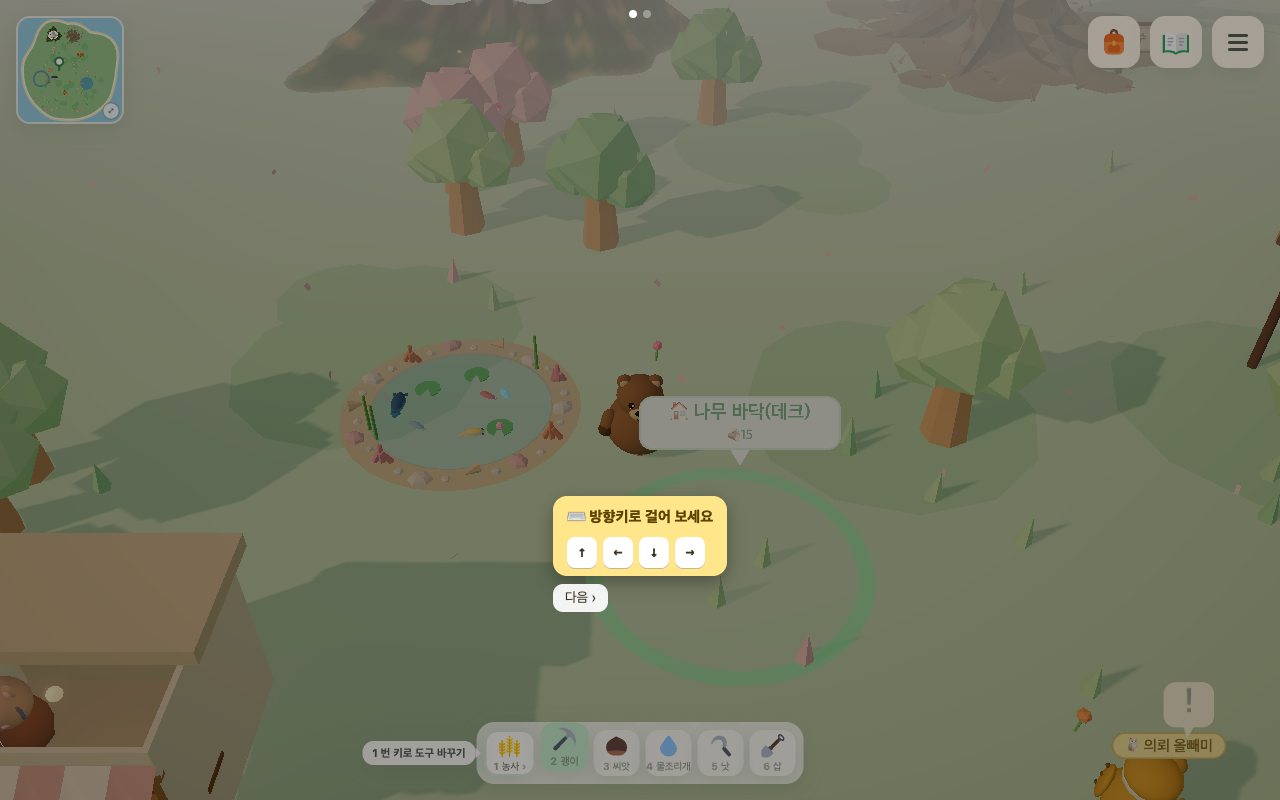 🏠 나무 바닥(데크)
🪵15
⌨️ 방향키로 걸어 보세요
↑ ← ↓ →
다음 ›
!
🦉 의뢰 올빼미
1 번 키로 도구 바꾸기
1 농사 ›
2 괭이
3 씨앗
4 물조리개
5 낫
6 삽